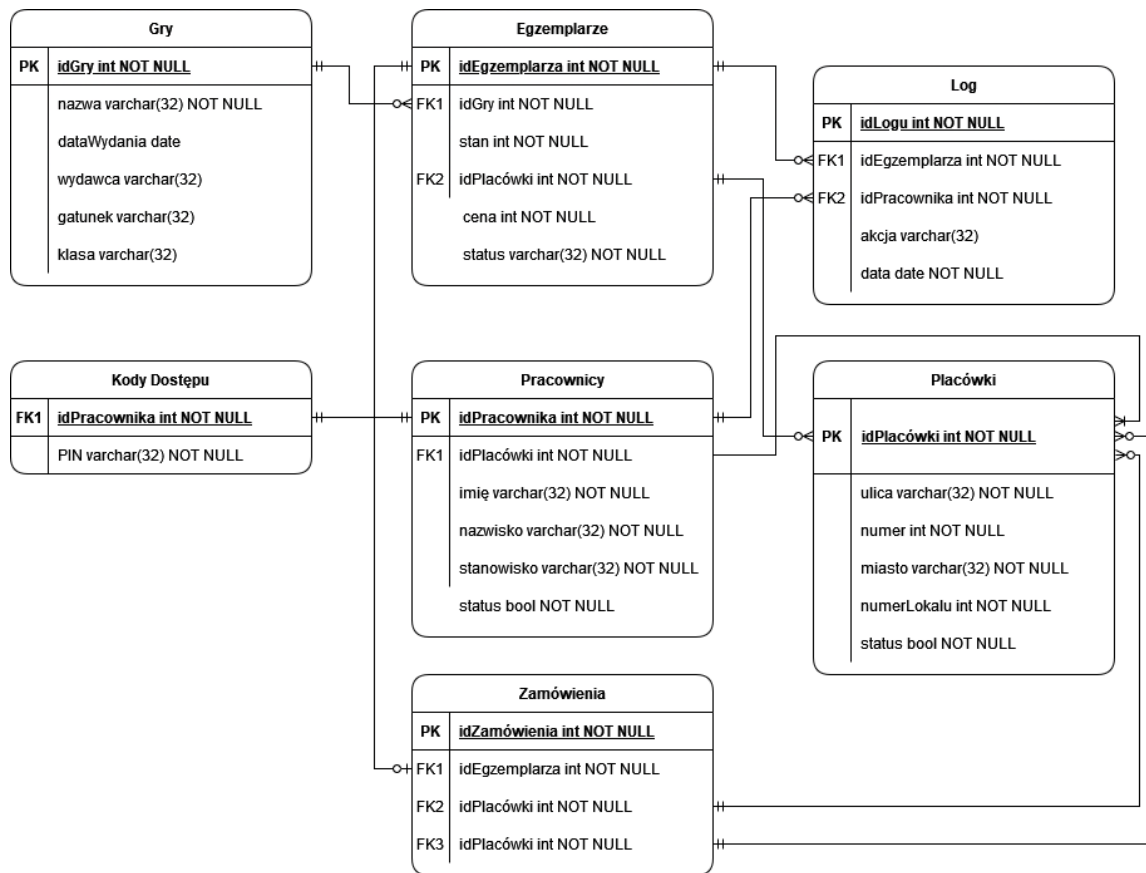 Gry
PK idGry int NOT NULL
nazwa varchar(32) NOT NULL
dataWydania date
wydawca varchar(32)
gatunek varchar(32)
klasa varchar(32)
Egzemplarze
PK idEgzemplarza int NOT NULL
FK1 idGry int NOT NULL
stan int NOT NULL
FK2 idPlacówki int NOT NULL
cena int NOT NULL
status varchar(32) NOT NULL
Log
PK idLogu int NOT NULL
FK1 idEgzemplarza int NOT NULL
FK2 idPracownika int NOT NULL
akcja varchar(32)
data date NOT NULL
Kody Dostępu
FK1 idPracownika int NOT NULL
PIN varchar(32) NOT NULL
Pracownicy
PK idPracownika int NOT NULL
FK1 idPlacówki int NOT NULL
imię varchar(32) NOT NULL
nazwisko varchar(32) NOT NULL
stanowisko varchar(32) NOT NULL
status bool NOT NULL
Placówki
PK idPlacówki int NOT NULL
ulica varchar(32) NOT NULL
numer int NOT NULL
miasto varchar(32) NOT NULL
numerLokalu int NOT NULL
status bool NOT NULL
Zamówienia
PK idZamówienia int NOT NULL
FK1 idEgzemplarza int NOT NULL
FK2 idPlacówki int NOT NULL
FK3 idPlacówki int NOT NULL